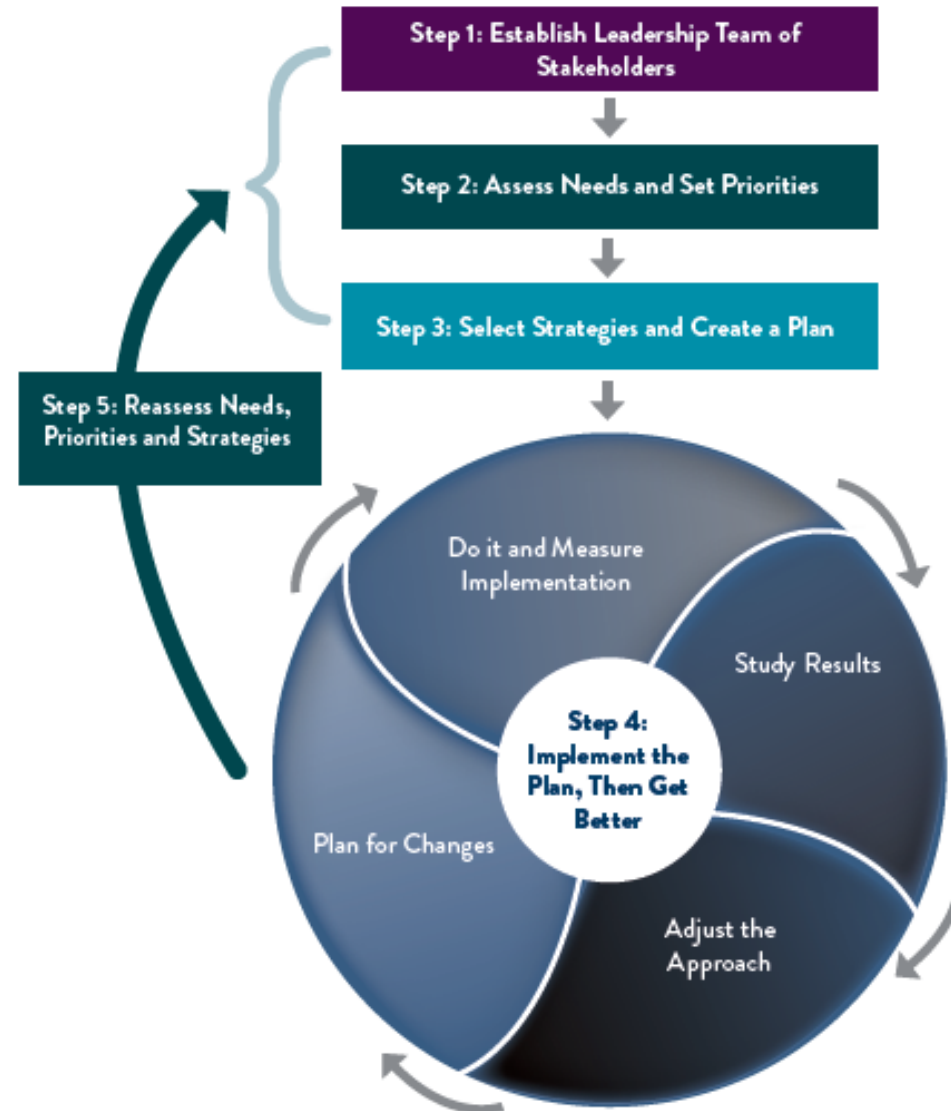 Step 1: Establish Leadership Team of
Stakeholders
Step 2: Assess Needs and Set Priorities
Step 3: Select Strategies and Create a Plan
Step 5: Reassess Needs,
Priorities and Strategies
Do it and Measure
Implementation
Study Results
Step 4:
Implement the
Plan, Then Get
Better
Plan for Changes
Adjust the
Approach